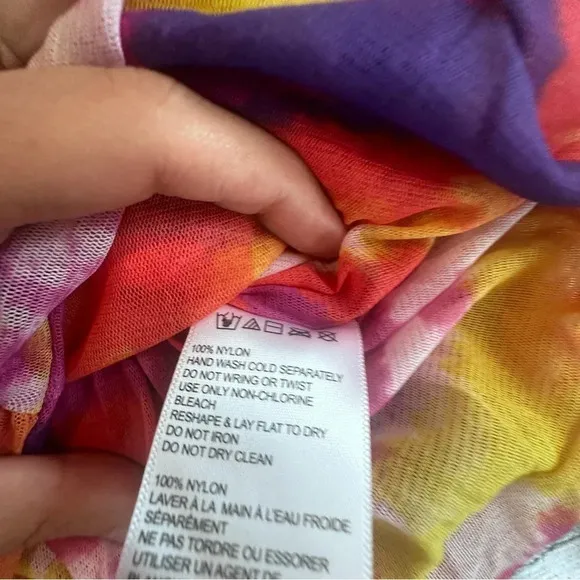 100% NYLON
HAND WASH COLD SEPARATELY
DO NOT WRING OR TWIST
USE ONLY NON-CHLORINE
BLEACH
RESHAPE & LAY FLAT TO DRY
DO NOT IRON
DO NOT DRY CLEAN
100% NYLON
LAVER À LA MAIN À L'EAU FROIDE
SÉPARÉMENT
NE PAS TORDRE OU ESSORER
UTILISER UN AGENT DE